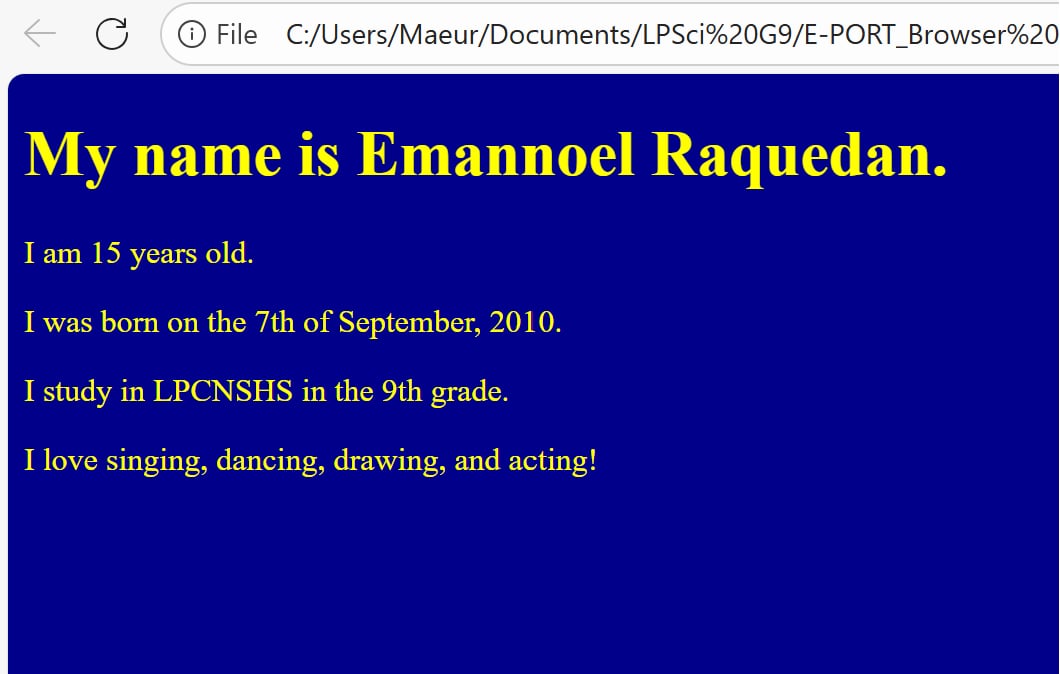 File C:/Users/Maeur/Documents/LPSci%20G9/E-PORT_Browser%20
My name is Emannoel Raquedan.
I am 15 years old.
I was born on the 7th of September, 2010.
I study in LPCNSHS in the 9th grade.
I love singing, dancing, drawing, and acting!